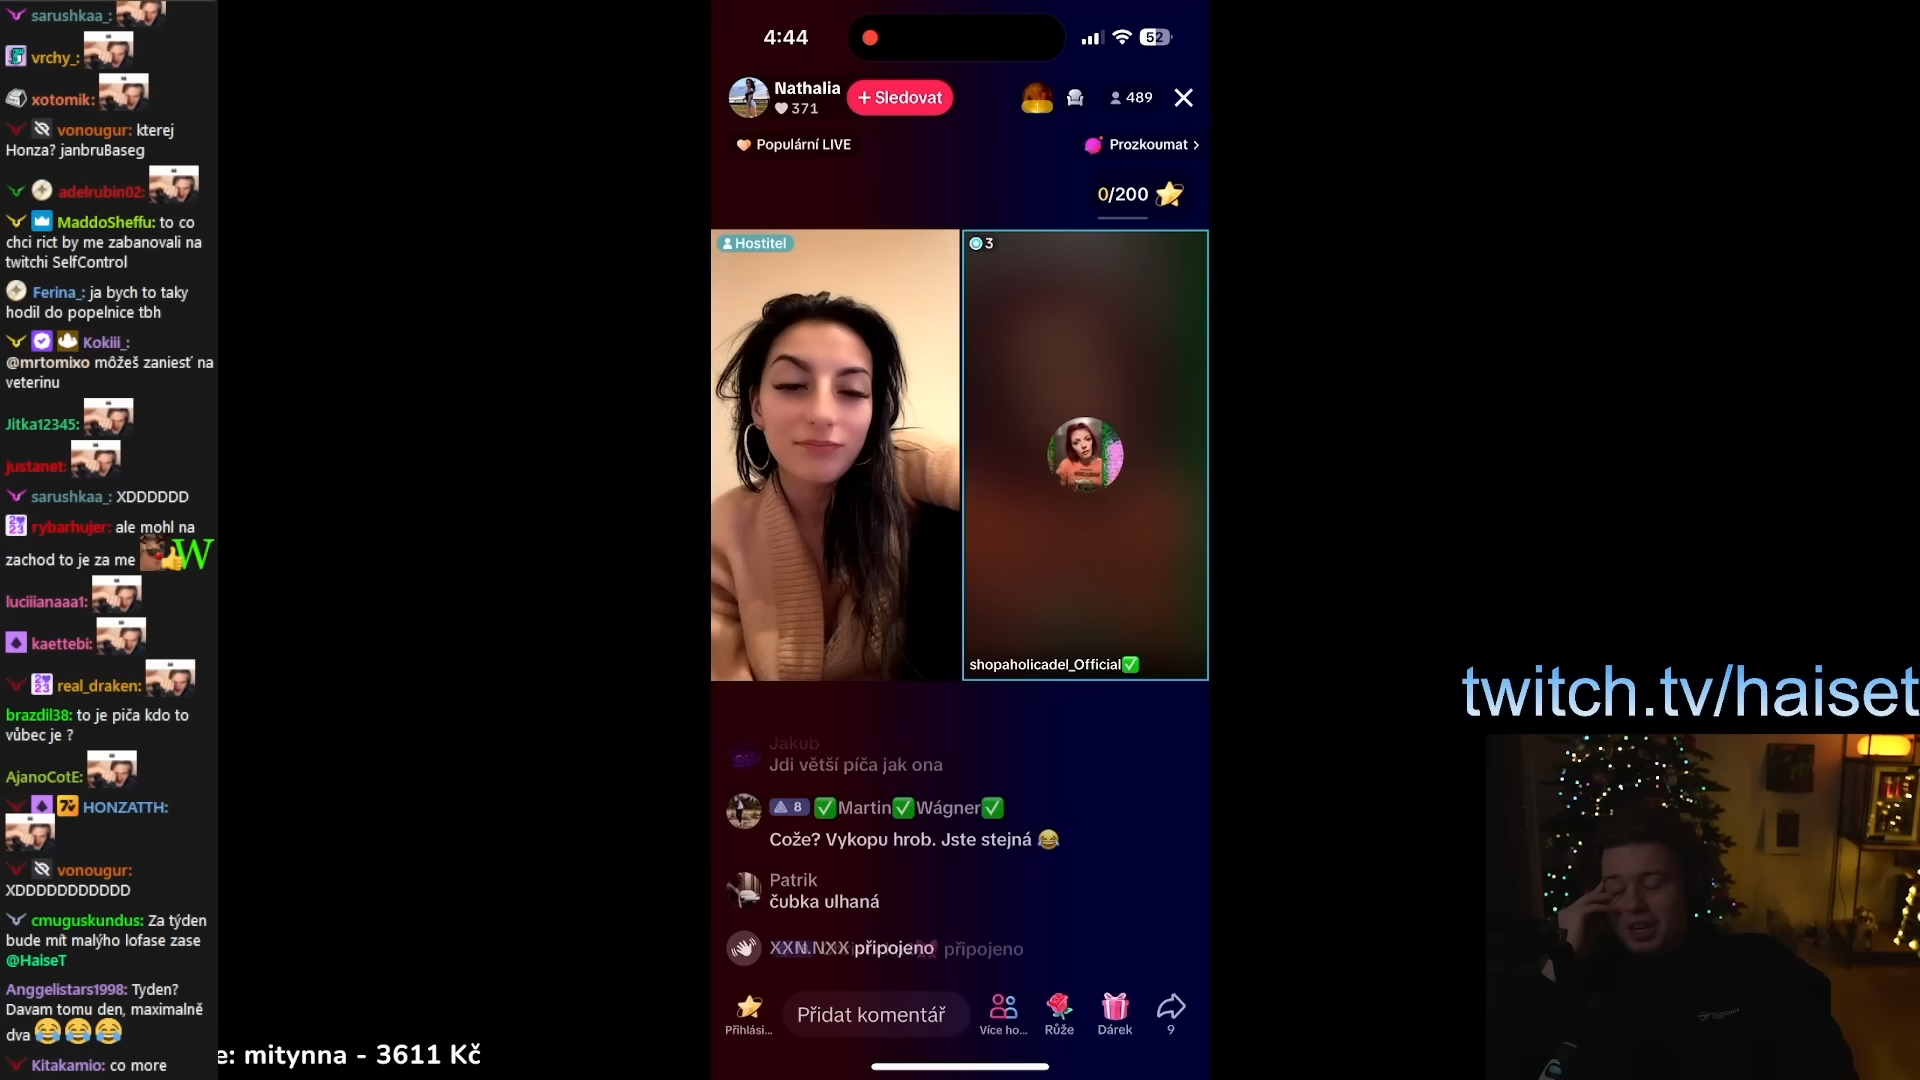 sarushkaa_:
vrchy_:
xotomik:
vonougur: kterej
Honza? janbruBaseg
adelrubin02:
MaddoSheffu: to co
chci rict by me zabanovali na
twitchi SelfControl
Ferina_: ja bych to taky
hodil do popelnice tbh
Kokiii_:
@mrtomixo môžeš zaniesť na
veterinu
Jitka12345:
justanet:
sarushkaa_: XDDDDDD
rybarhujer: ale mohl na
zachod to je za me W
luciiianaaa1:
kaettebi:
real_draken:
brazdil38: to je piča kdo to
vůbec je ?
AjanoCotE:
HONZATTH:
vonougur:
XDDDDDDDDDDD
cmuguskundus: Za týden
bude mít malýho lofase zase
@HaiseT
Anggelistars1998: Tyden?
Davam tomu den, maximalně
dva 😂😂😂
Kitakamio: co more
e: mitynna - 3611 Kč
4:44
52
Nathalia
371
+ Sledovat
1
489
Populární LIVE
Prozkoumat >
0/200
Hostitel
3
shopaholicadel_Official✅
Jakub
Jdi větší píča jak ona
8 ✅Martin✅Wágner✅
Cože? Vykopu hrob. Jste stejná 😂
Patrik
čubka ulhaná
XXN.NXX připojeno
připojeno
Přihlási...
Přidat komentář
Více ho...
Růže
Dárek
9
twitch.tv/haiset